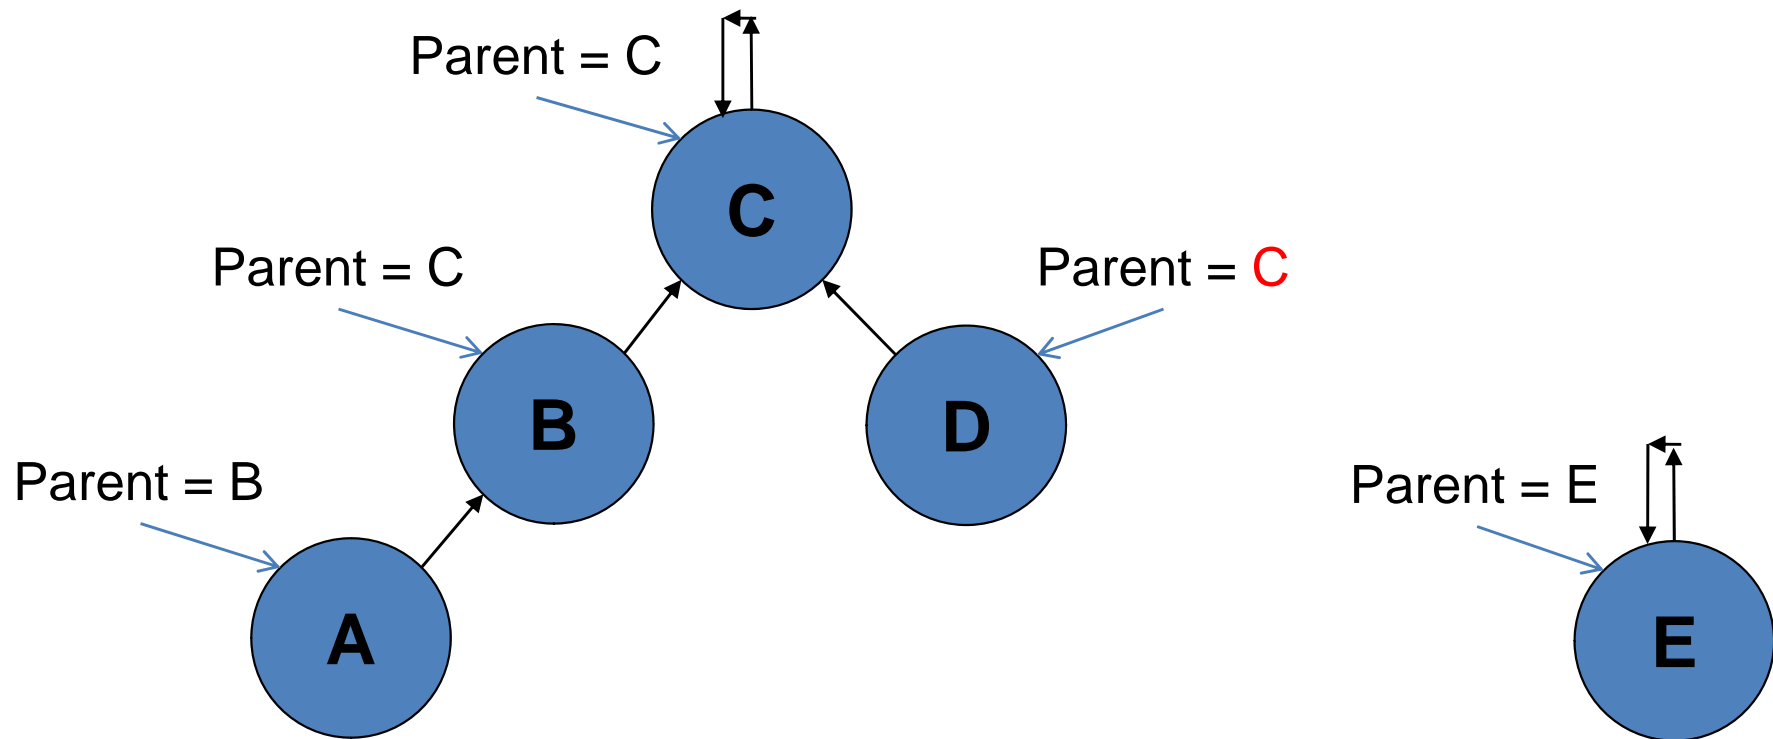 Parent = C
C
Parent = C
Parent = C
B
D
Parent = B
Parent = E
A
E